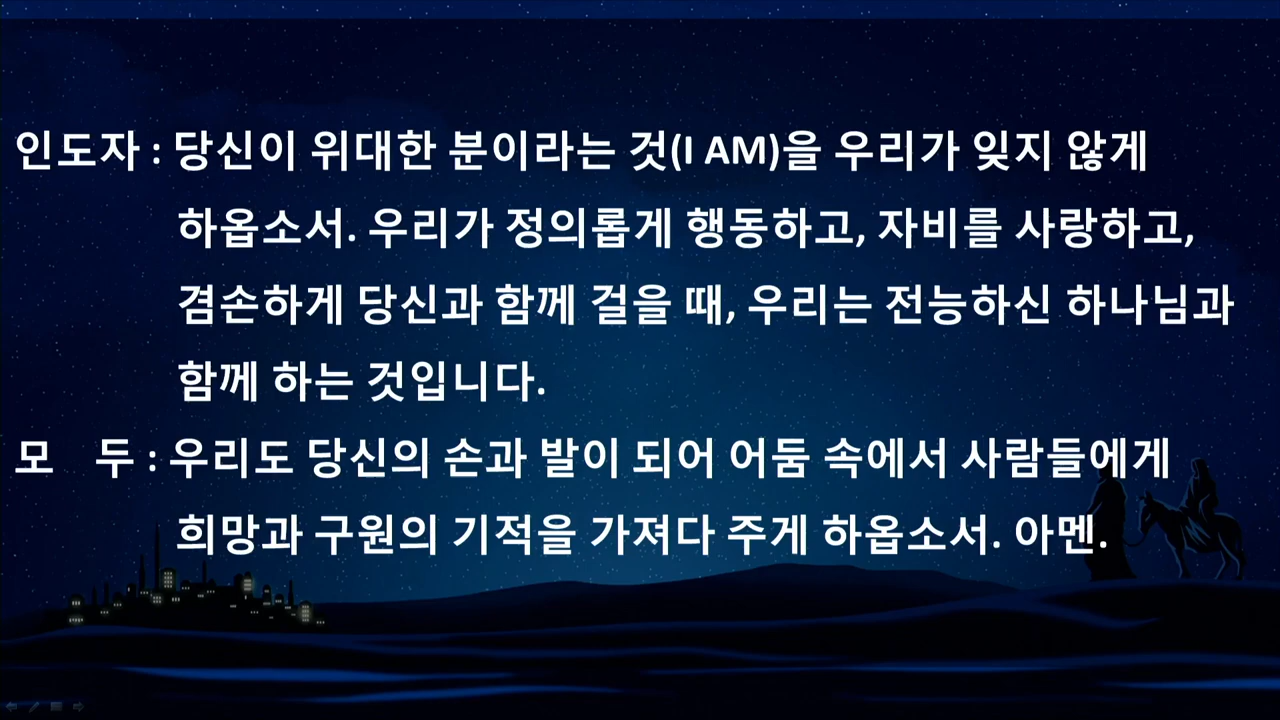 인도자 : 당신이 위대한 분이라는 것(I AM)을 우리가 잊지 않게
하옵소서. 우리가 정의롭게 행동하고, 자비를 사랑하고,
겸손하게 당신과 함께 걸을 때, 우리는 전능하신 하나님과
함께 하는 것입니다.
모 두 : 우리도 당신의 손과 발이 되어 어둠 속에서 사람들에게
희망과 구원의 기적을 가져다 주게 하옵소서. 아멘.